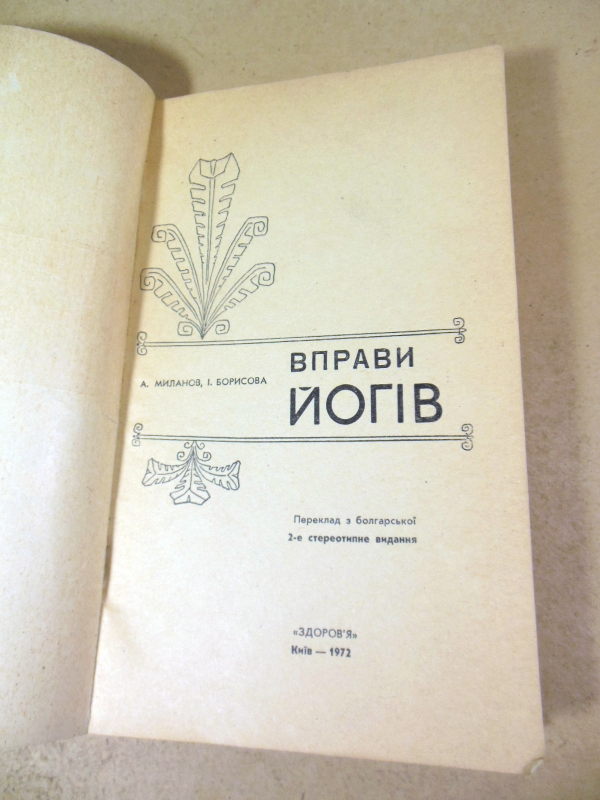 А. МИЛАНОВ, І. БОРИСОВА
ВПРАВИ
ЙОГІВ
Переклад з болгарської
2-е стереотипне видання
«ЗДОРОВ'Я»
Київ — 1972